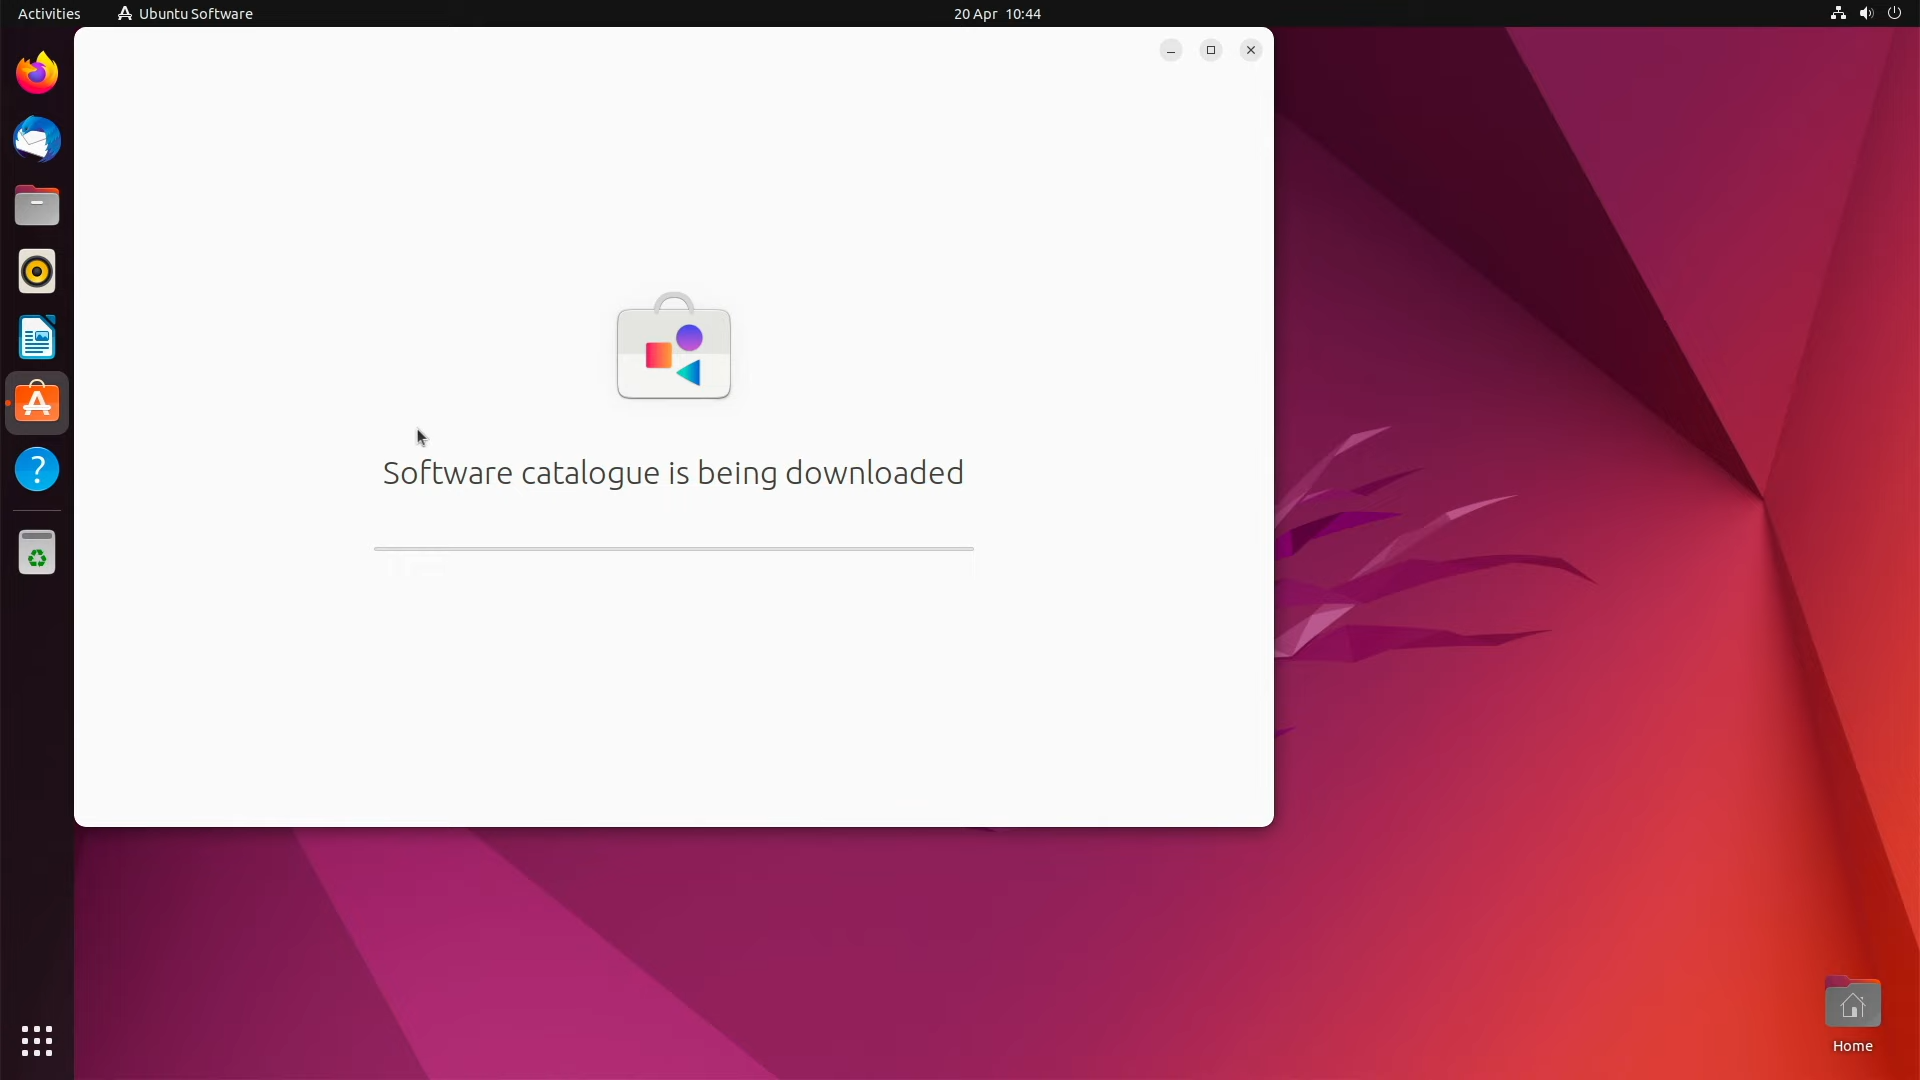 Activities
Ubuntu Software
20 Apr 10:44
Software catalogue is being downloaded
Home